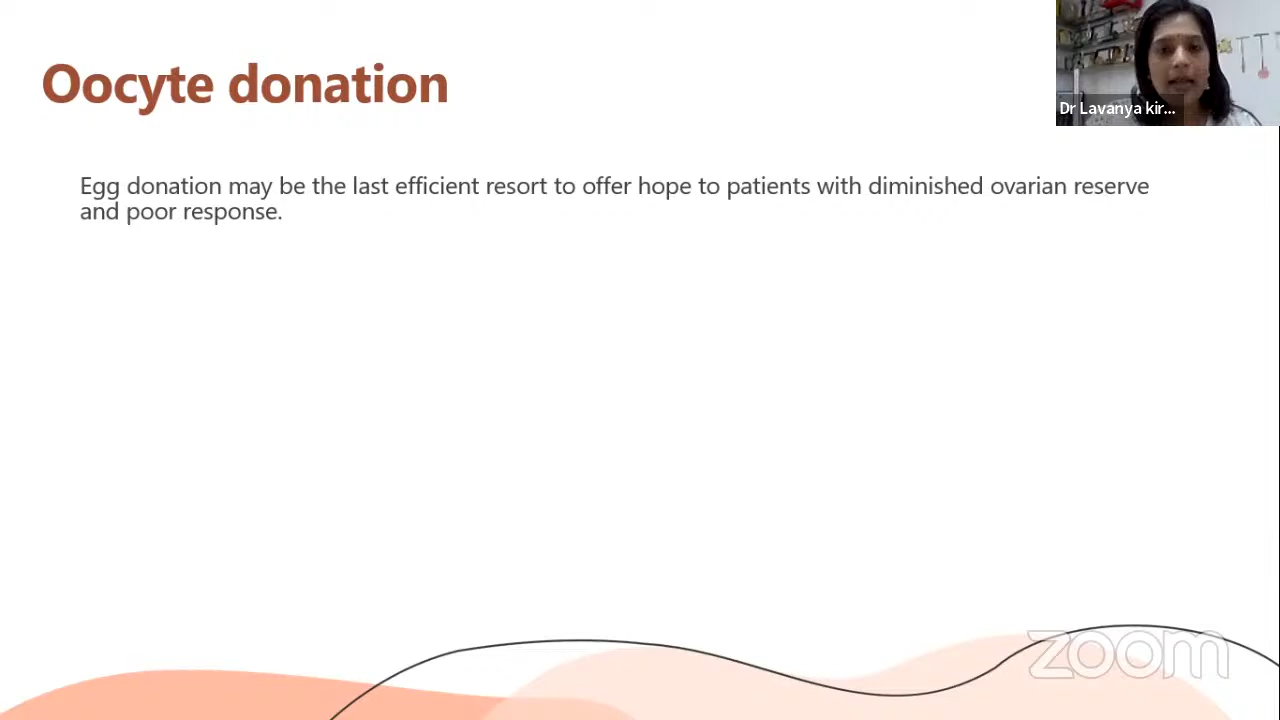 Oocyte donation
Dr Lavanya kir...
Egg donation may be the last efficient resort to offer hope to patients with diminished ovarian reserve
and poor response.
zoom